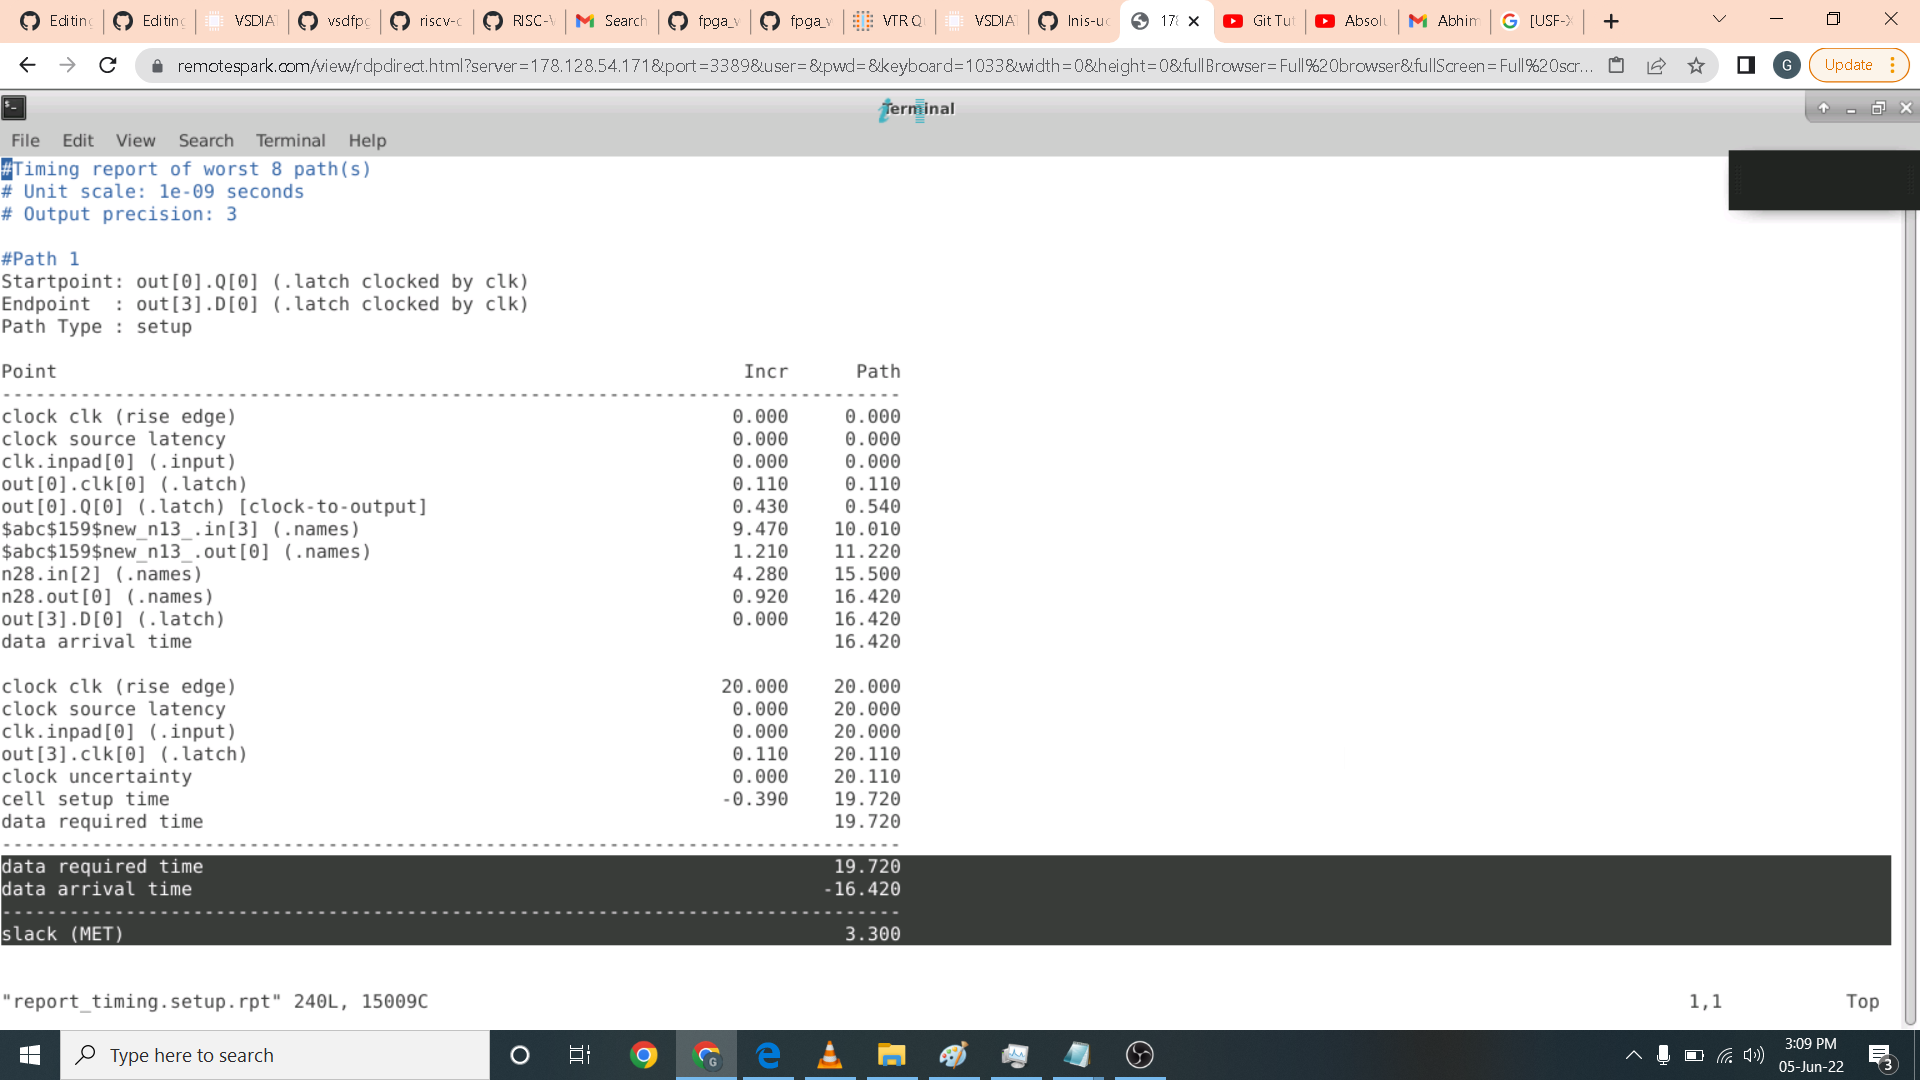 Editing
Editing
VSDIA
vsdfpg
riscv-c
RISC-V
Search
fpga_v
fpga_v
VTR Q
VSDIA
lnis-uc
178
Git Tut
Absolu
Abhim
[USF-X
remotespark.com/view/rdpdirect.html?server=178.128.54.171&port=3389&user=&pwd=&keyboard=1033&width=0&height=0&fullBrowser=Full%20browser&fullScreen=Full%20scr...
G
Update
Terminal
File Edit View Search Terminal Help
#Timing report of worst 8 path(s)
# Unit scale: 1e-09 seconds
# Output precision: 3
#Path 1
Startpoint: out[0].Q[0] (.latch clocked by clk)
Endpoint  : out[3].D[0] (.latch clocked by clk)
Path Type : setup
Point Incr Path
--------------------------------------------------------------------------------
clock clk (rise edge) 0.000 0.000
clock source latency 0.000 0.000
clk.inpad[0] (.input) 0.000 0.000
out[0].clk[0] (.latch) 0.110 0.110
out[0].Q[0] (.latch) [clock-to-output] 0.430 0.540
$abc$159$new_n13_.in[3] (.names) 9.470 10.010
$abc$159$new_n13_.out[0] (.names) 1.210 11.220
n28.in[2] (.names) 4.280 15.500
n28.out[0] (.names) 0.920 16.420
out[3].D[0] (.latch) 0.000 16.420
data arrival time 16.420
clock clk (rise edge) 20.000 20.000
clock source latency 0.000 20.000
clk.inpad[0] (.input) 0.000 20.000
out[3].clk[0] (.latch) 0.110 20.110
clock uncertainty 0.000 20.110
cell setup time -0.390 19.720
data required time 19.720
--------------------------------------------------------------------------------
data required time 19.720
data arrival time -16.420
--------------------------------------------------------------------------------
slack (MET) 3.300
"report_timing.setup.rpt" 240L, 15009C 1,1 Top
Type here to search
3:09 PM
05-Jun-22
3